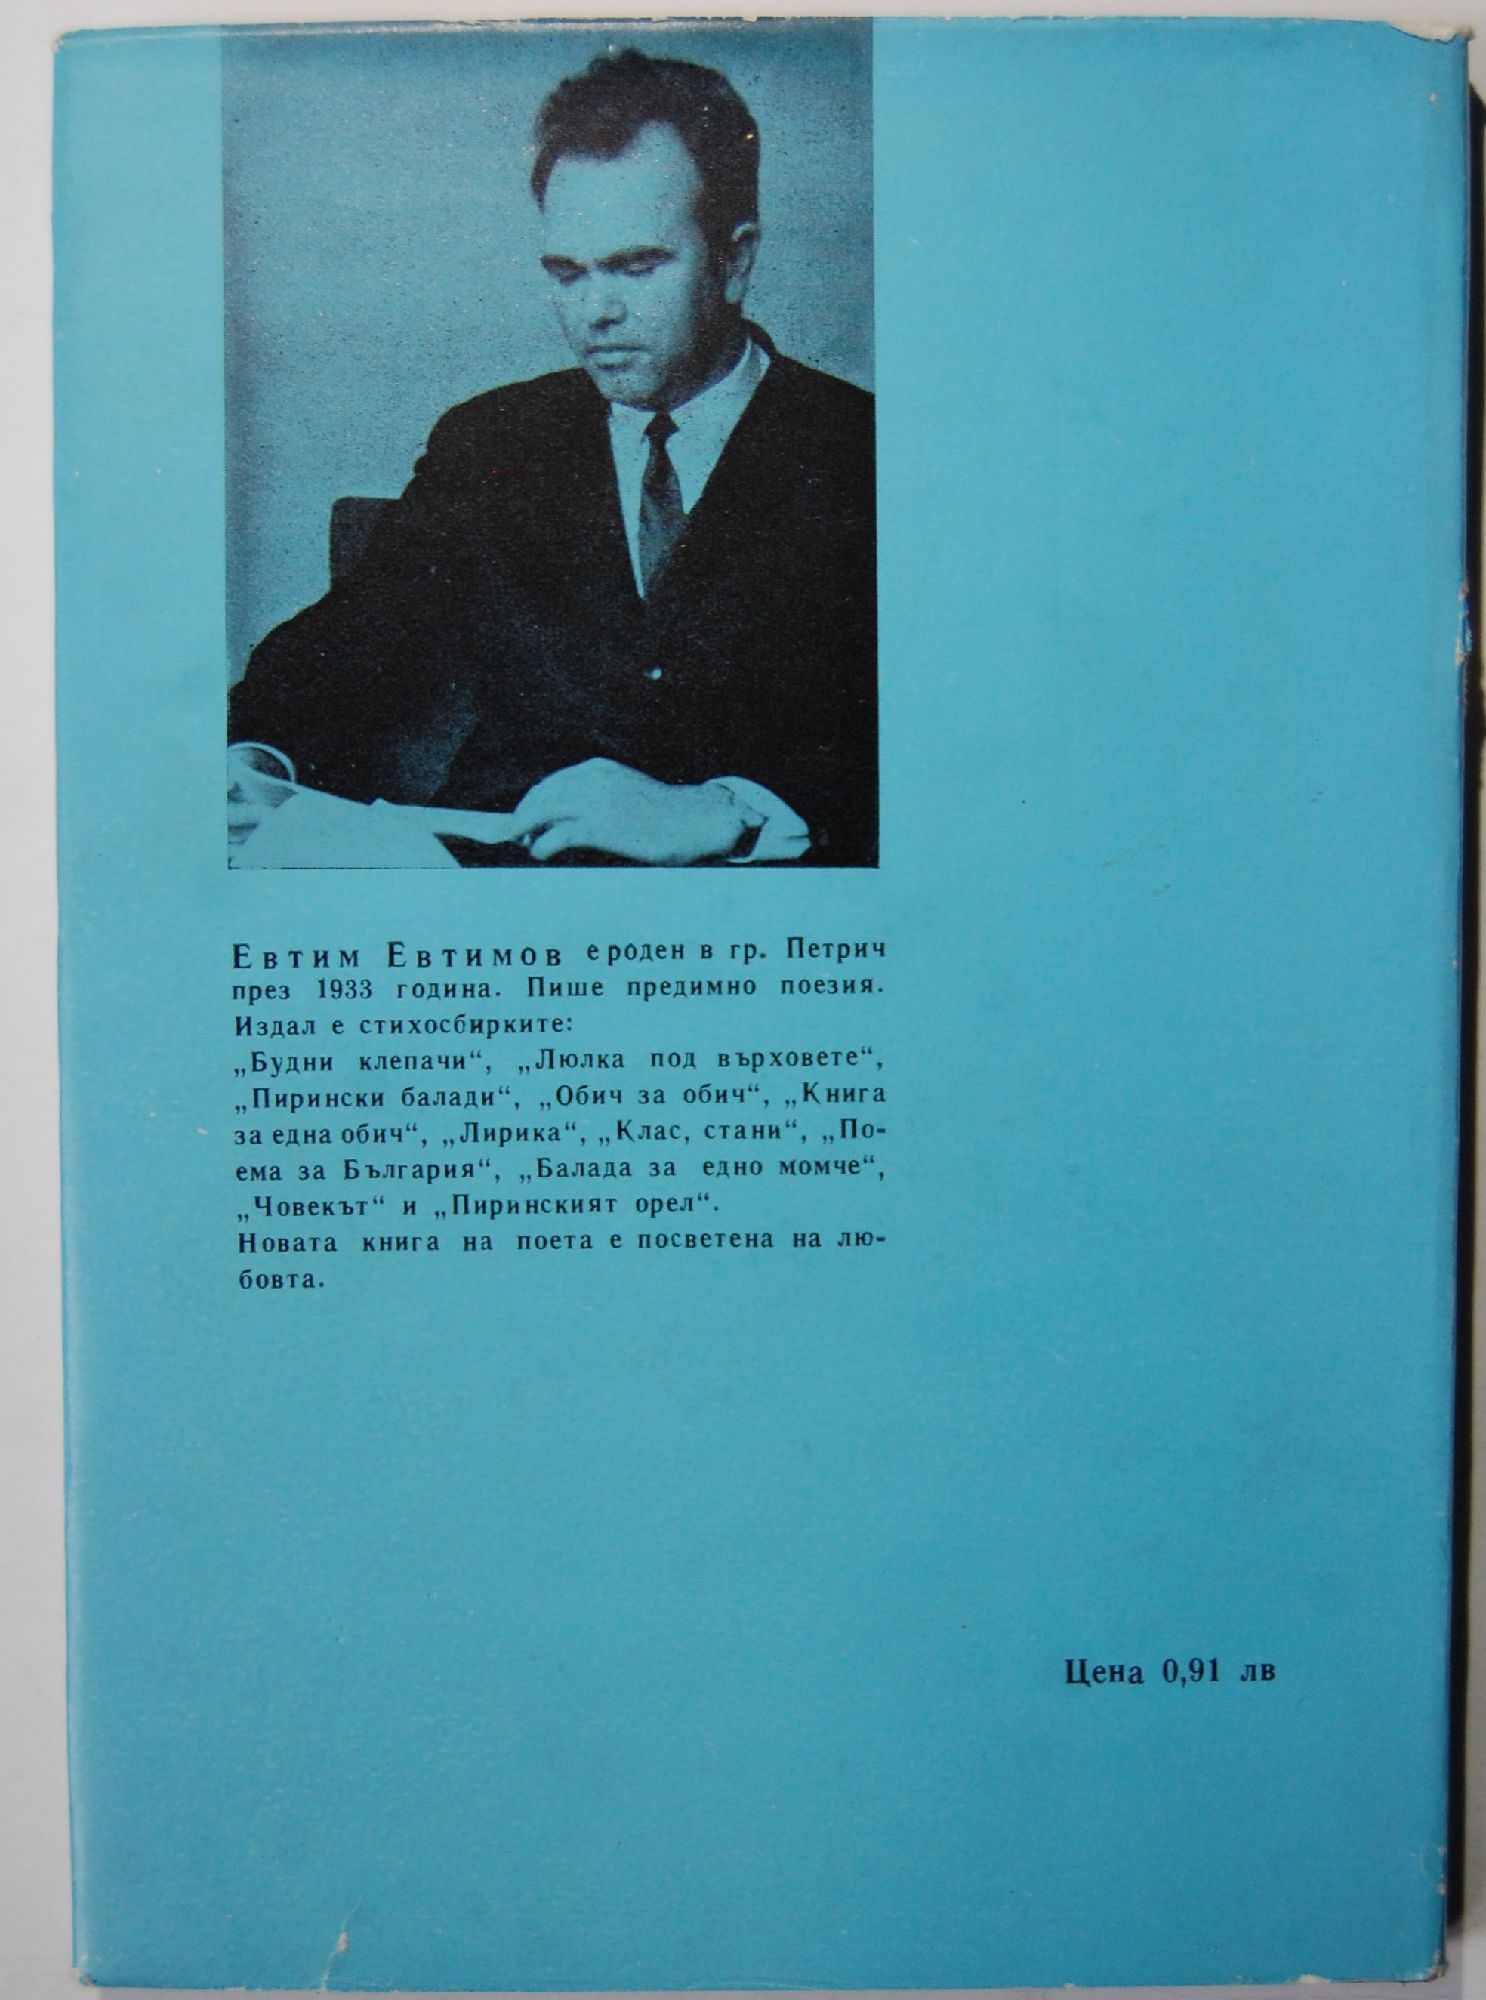 Евтим Евтимов е роден в гр. Петрич
през 1933 година. Пише предимно поезия.
Издал е стихосбирките:
„Будни клепачи“, „Люлка под върховете“,
„Пирински балади“, „Обич за обич“, „Книга
за една обич“, „Лирика“, „Клас, стани“, „По-
ема за България“, „Балада за едно момче“,
„Човекът“ и „Пиринският орел“.
Новата книга на поета е посветена на лю-
бовта.
Цена 0,91 лв